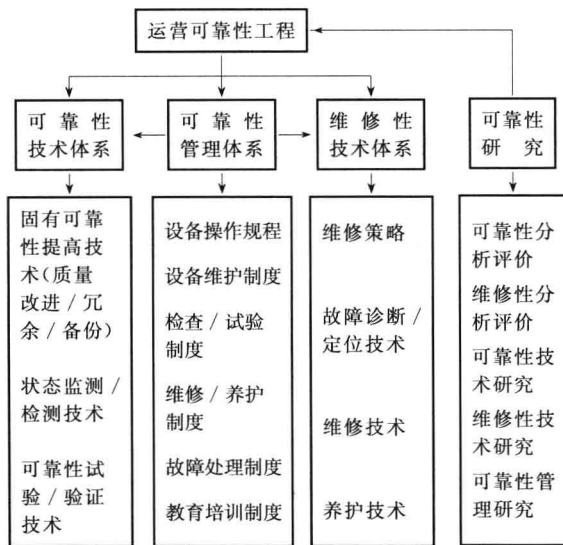 运营可靠性工程
可靠性
技术体系
可靠性
管理体系
维修性
技术体系
可靠性
研究
固有可靠
性提高技
术(质量
改进/冗
余/备份)
状态监测/
检测技术
可靠性试
验/验证
技术
设备操作规程
设备维护制度
检查/试验
制度
维修/养护
制度
故障处理制度
教育培训制度
维修策略
故障诊断/
定位技术
维修技术
养护技术
可靠性分
析评价
维修性分
析评价
可靠性技
术研究
维修性技
术研究
可靠性管
理研究